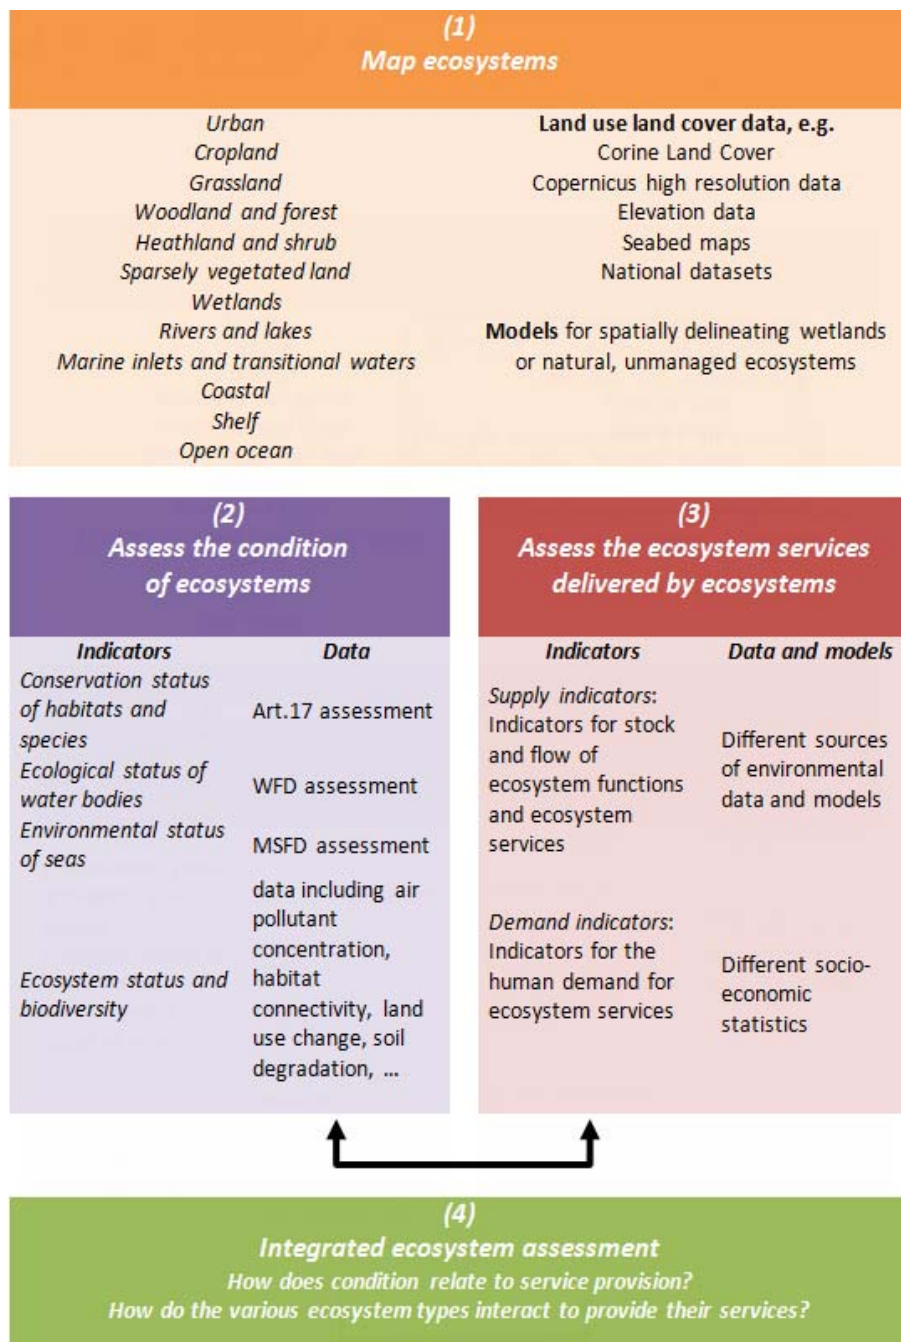 (1)
Map ecosystems
Urban
Cropland
Grassland
Woodland and forest
Heathland and shrub
Sparsely vegetated land
Wetlands
Rivers and lakes
Marine inlets and transitional waters
Coastal
Shelf
Open ocean
Land use land cover data, e.g.
Corine Land Cover
Copernicus high resolution data
Elevation data
Seabed maps
National datasets
Models for spatially delineating wetlands
or natural, unmanaged ecosystems
(2)
Assess the condition
of ecosystems
Indicators
Data
Conservation status
of habitats and
species
Art.17 assessment
Ecological status of
water bodies
WFD assessment
Environmental status
of seas
MSFD assessment
Ecosystem status and
biodiversity
data including air
pollutant
concentration,
habitat
connectivity, land
use change, soil
degradation, ...
(3)
Assess the ecosystem services
delivered by ecosystems
Indicators
Data and models
Supply indicators:
Indicators for stock
and flow of
ecosystem functions
and ecosystem
services
Different sources
of environmental
data and models
Demand indicators:
Indicators for the
human demand for
ecosystem services
Different socio-
economic
statistics
(4)
Integrated ecosystem assessment
How does condition relate to service provision?
How do the various ecosystem types interact to provide their services?